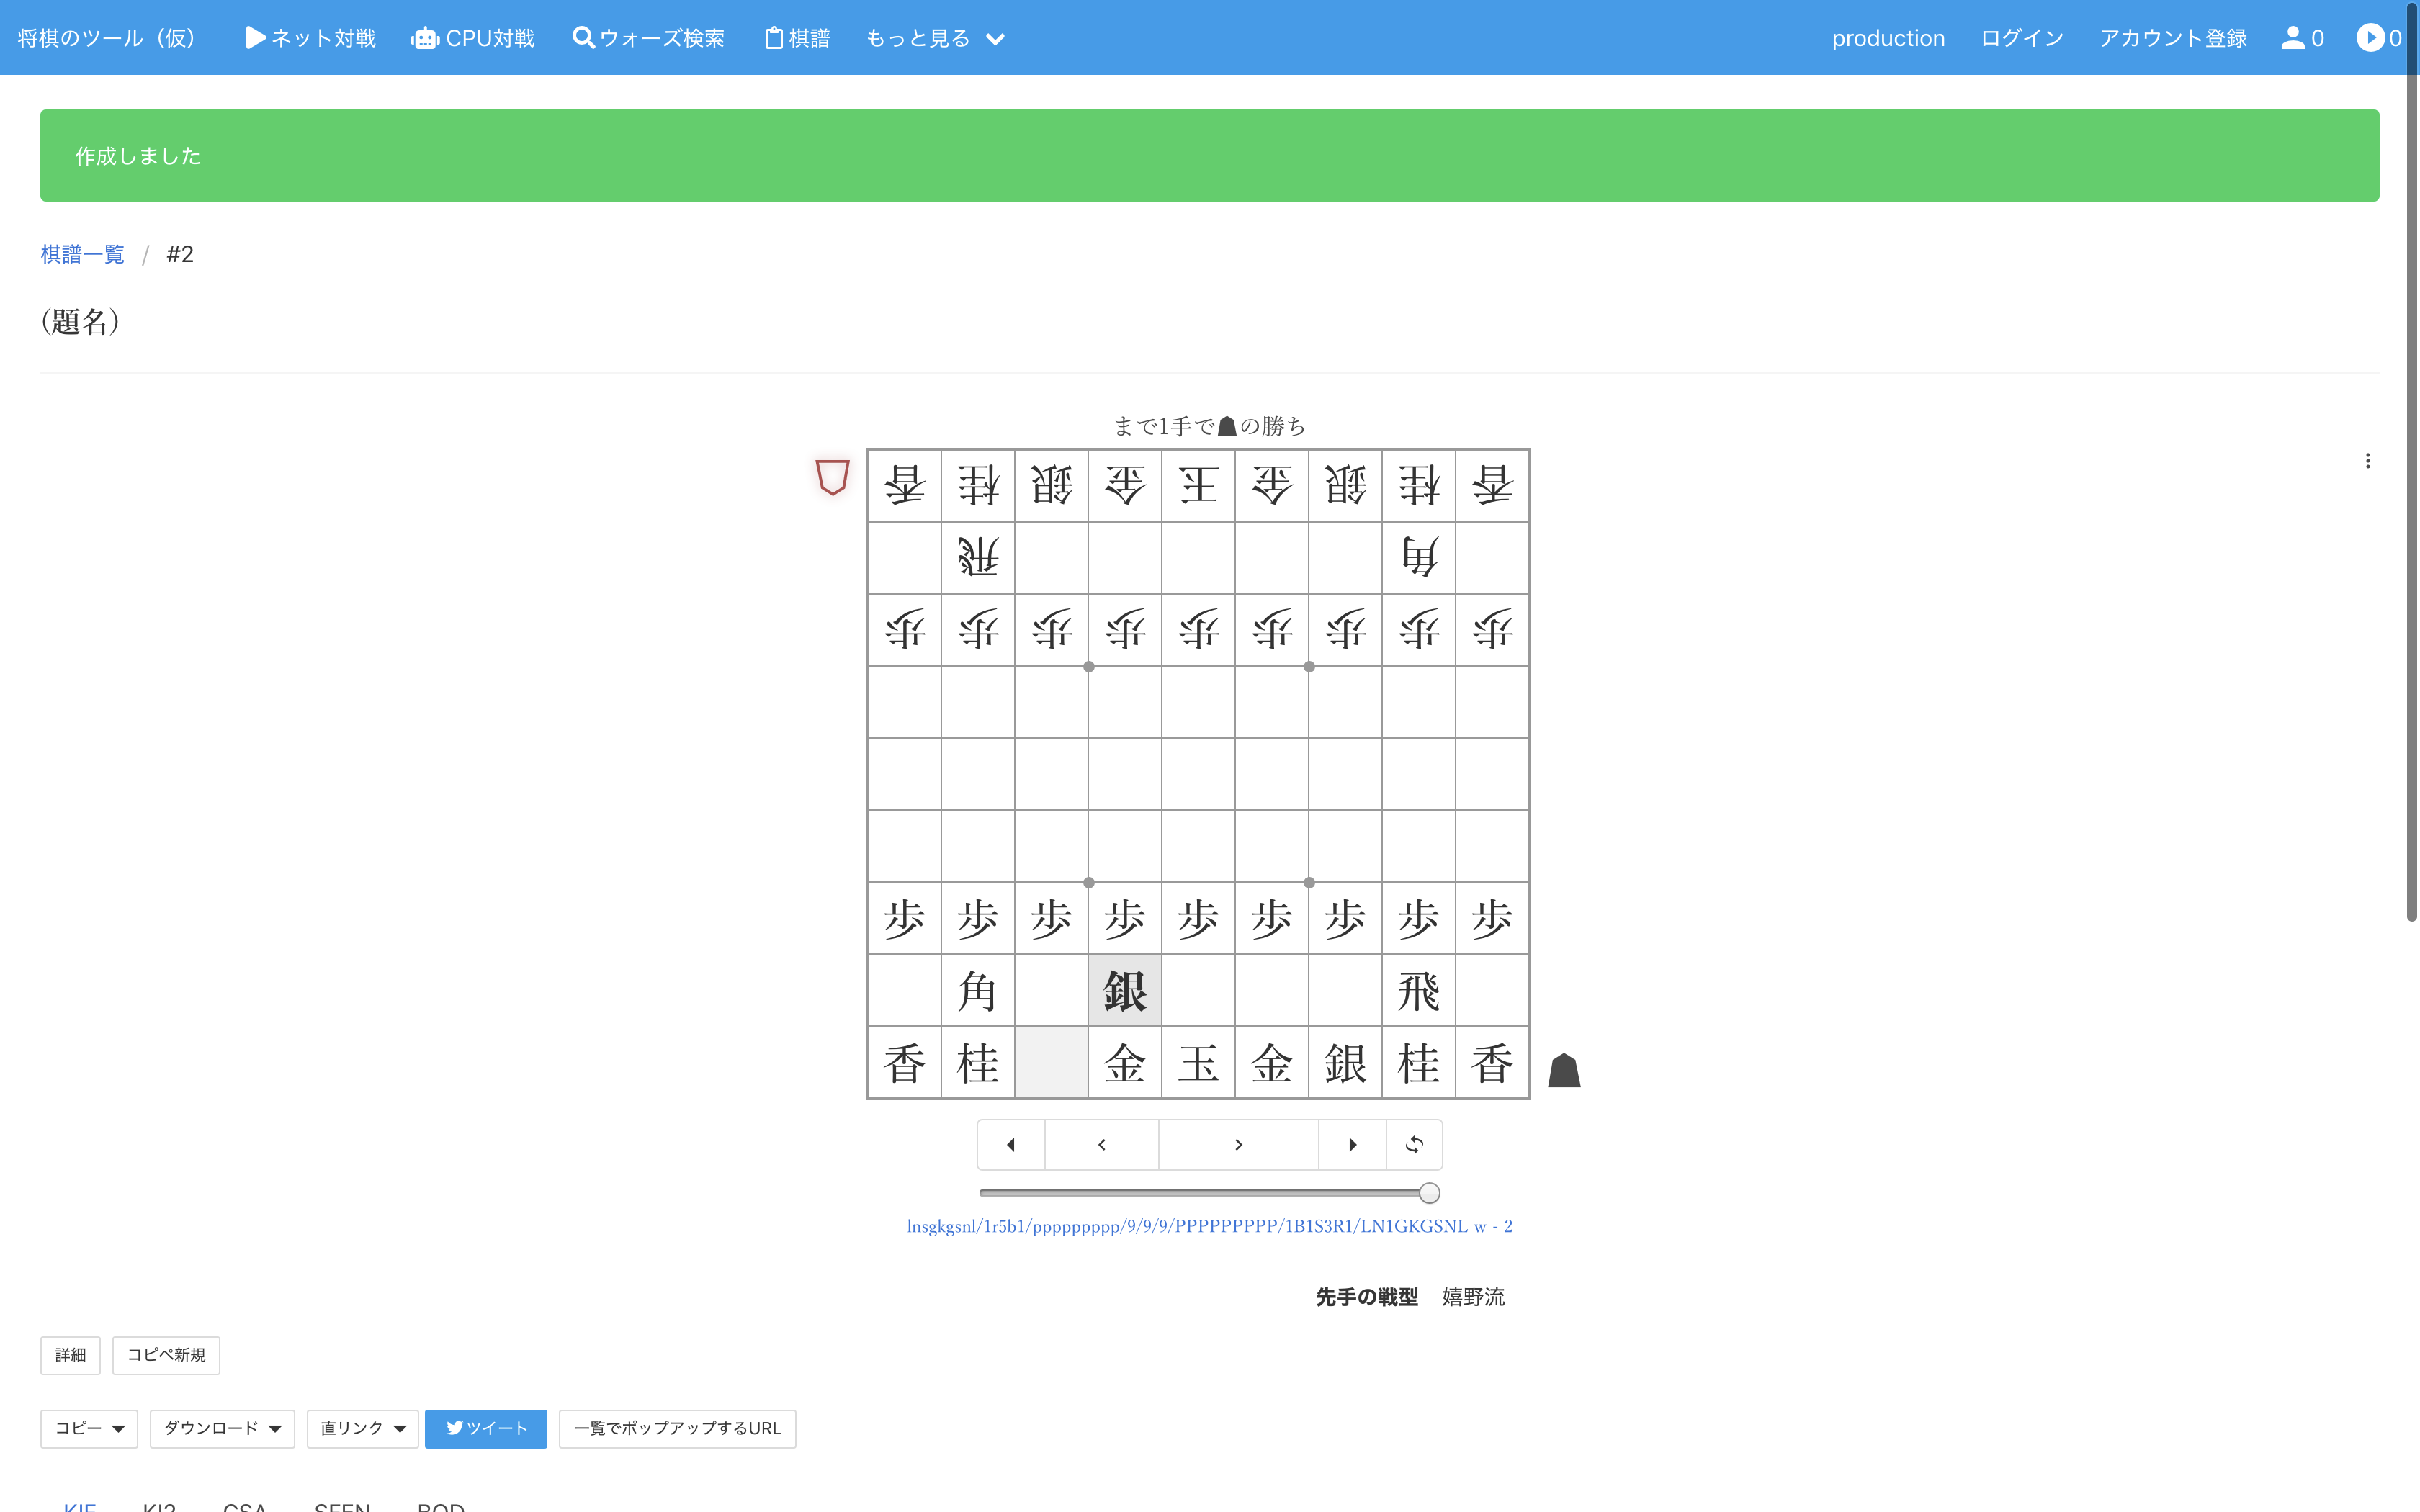 将棋のツール（仮） ネット対戦 CPU対戦 ウォーズ検索 棋譜 もっと見る production ログイン アカウント登録 0 0
作成しました
棋譜一覧 / #2
(題名)
まで1手で☗の勝ち
香 桂 銀 金 王 金 銀 桂 香
飛 角
歩 歩 歩 歩 歩 歩 歩 歩 歩
歩 歩 歩 歩 歩 歩 歩 歩 歩
角 銀 飛
香 桂 金 玉 金 銀 桂 香
lnsgkgsnl/1r5b1/ppppppppp/9/9/9/PPPPPPPPP/1B1S3R1/LN1GKGSNL w - 2
先手の戦型 嬉野流
詳細 コピペ新規
コピー ダウンロード 直リンク ツイート 一覧でポップアップするURL
KIF KI2 CSA SFEN BOD